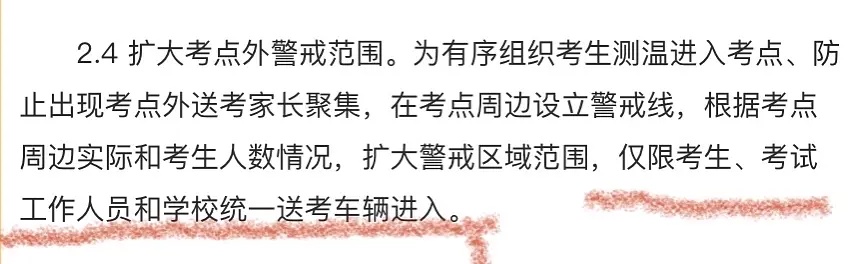 2.4 扩大考点外警戒范围。为有序组织考生测温进入考点、防
止出现考点外送考家长聚集，在考点周边设立警戒线，根据考点
周边实际和考生人数情况，扩大警戒区域范围，仅限考生、考试
工作人员和学校统一送考车辆进入。